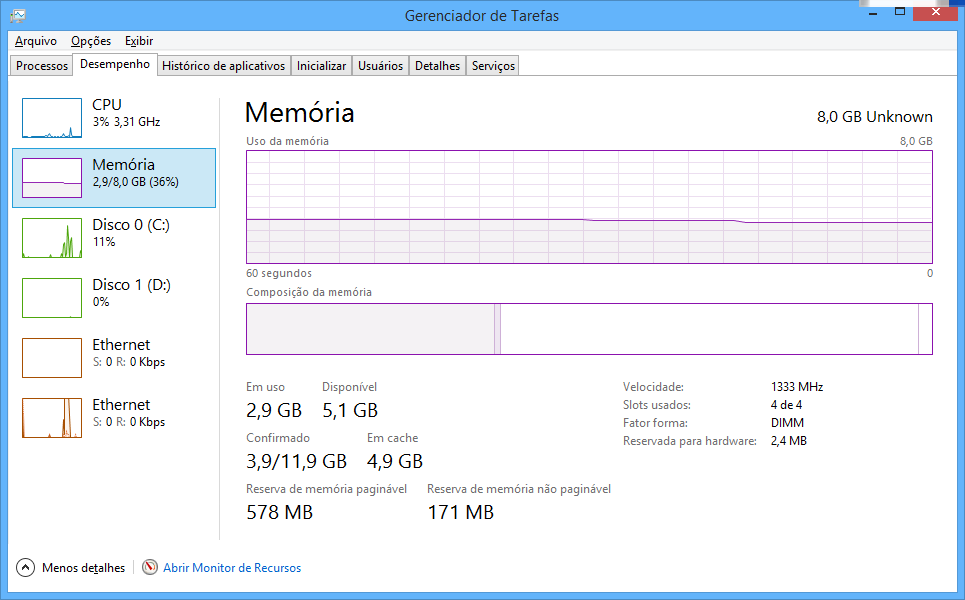 Gerenciador de Tarefas
Arquivo Opções Exibir
Processos Desempenho Histórico de aplicativos Inicializar Usuários Detalhes Serviços
CPU
3% 3,31 GHz
Memória
2,9/8,0 GB (36%)
Disco 0 (C:)
11%
Disco 1 (D:)
0%
Ethernet
S: 0 R: 0 Kbps
Ethernet
S: 0 R: 0 Kbps
Memória
8,0 GB Unknown
Uso da memória 8,0 GB
60 segundos 0
Composição da memória
Em uso Disponível
2,9 GB 5,1 GB
Confirmado Em cache
3,9/11,9 GB 4,9 GB
Reserva de memória paginável Reserva de memória não paginável
578 MB 171 MB
Velocidade: 1333 MHz
Slots usados: 4 de 4
Fator forma: DIMM
Reservada para hardware: 2,4 MB
Menos detalhes Abrir Monitor de Recursos